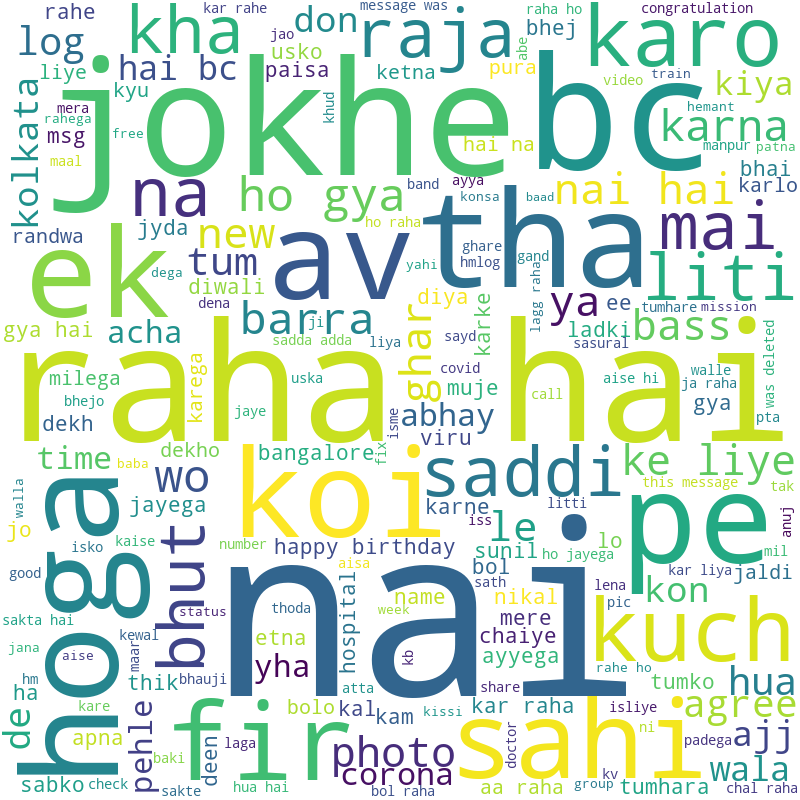 rahe
kar rahe
message was
raha ho
congratulation
log
kha
jao
don
raja
bhej
abe
karo
liye
hai bc
usko
paisa
ketna
pura
video
train
kiya
kyu
jokhe
bc
hemant
mera
msg
rahega
free
khud
karna
kolkata
maal
hai na
manpur
patna
na
ho gya
band
ayya
konsa
baad
nai hai
bhai
karlo
randwa
jyda
new
av
ho raha
tha
ghare
gand
hmlog
mai
ek
dega
tum
diwali
yahi
lagg raha
liti
dena
diya
ya
ee
tumhare
mission
gya hai
acha
barra
ji
ghar
karke
sayd
ladki
bass
sadda adda
liya
sasural
raha hai
milega
karega
uska
covid
walle
was deleted
aise hi
ja raha
bhejo
jaye
muje
call
gya
dekh
isme
abhay
pta
viru
time
dekho
baba
bangalore
fix
koi
saddi
ke liye
walla
wo
this message
tak
hoga
jayega
karne
litti
pe
jo
bhut
iss
le
anuj
isko
kaise
number
happy birthday
sunil
ho jayega
lo
mil
good
aisa
bol
sath
kar liya
jaldi
nai
hospital
name
nikal
lena
kon
sakta hai
status
thoda
week
mere
pic
jana
kewal
etna
chaiye
kuch
aise
maar
yha
kb
ayyega
rahe ho
hm
bhauji
hua
ha
thik
atta
share
tumko
kare
fir
bolo
kal
kam
kissi
kar raha
isliye
agree
de
apna
pehle
deen
laga
photo
doctor
sahi
ni
padega
ajj
sabko
baki
corona
wala
check
sakte
hua hai
bol raha
aa raha
group
kv
tumhara
chal raha